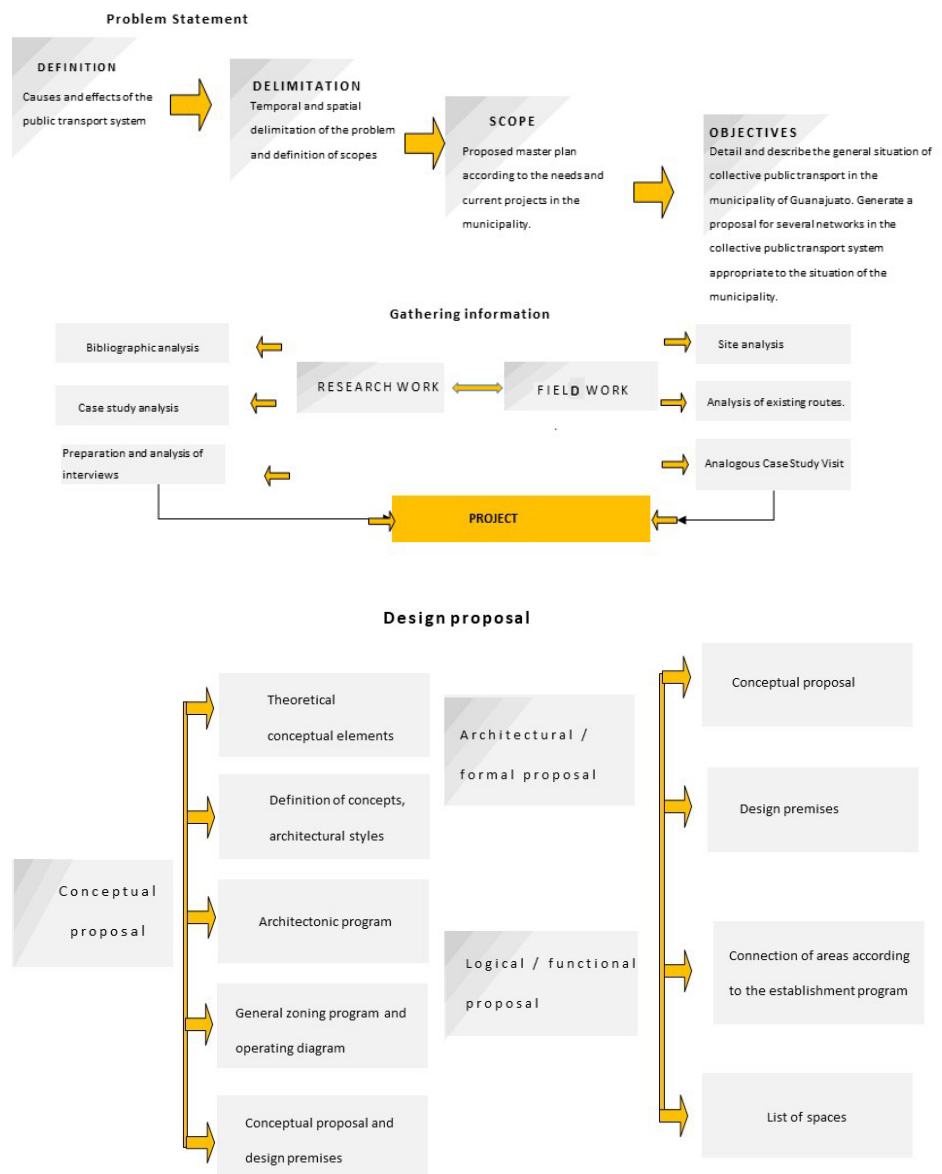 Problem Statement
DEFINITION
Causes and effects of the
public transport system
DELIMITATION
Temporal and spatial
delimitation of the problem
and definition of scopes
SCOPE
Proposed master plan
according to the needs and
current projects in the
municipality.
OBJECTIVES
Detail and describe the general situation of
collective public transport in the
municipality of Guanajuato. Generate a
proposal for several networks in the
collective public transport system
appropriate to the situation of the
municipality.
Gathering information
Bibliographic analysis
Case study analysis
Preparation and analysis of
interviews
RESEARCH WORK
FIELD WORK
.
Site analysis
Analysis of existing routes.
Analogous Case Study Visit
PROJECT
Design proposal
Conceptual
proposal
Theoretical
conceptual elements
Definition of concepts,
architectural styles
Architectonic program
General zoning program and
operating diagram
Conceptual proposal and
design premises
Architectural /
formal proposal
Logical / functional
proposal
Conceptual proposal
Design premises
Connection of areas according
to the establishment program
List of spaces